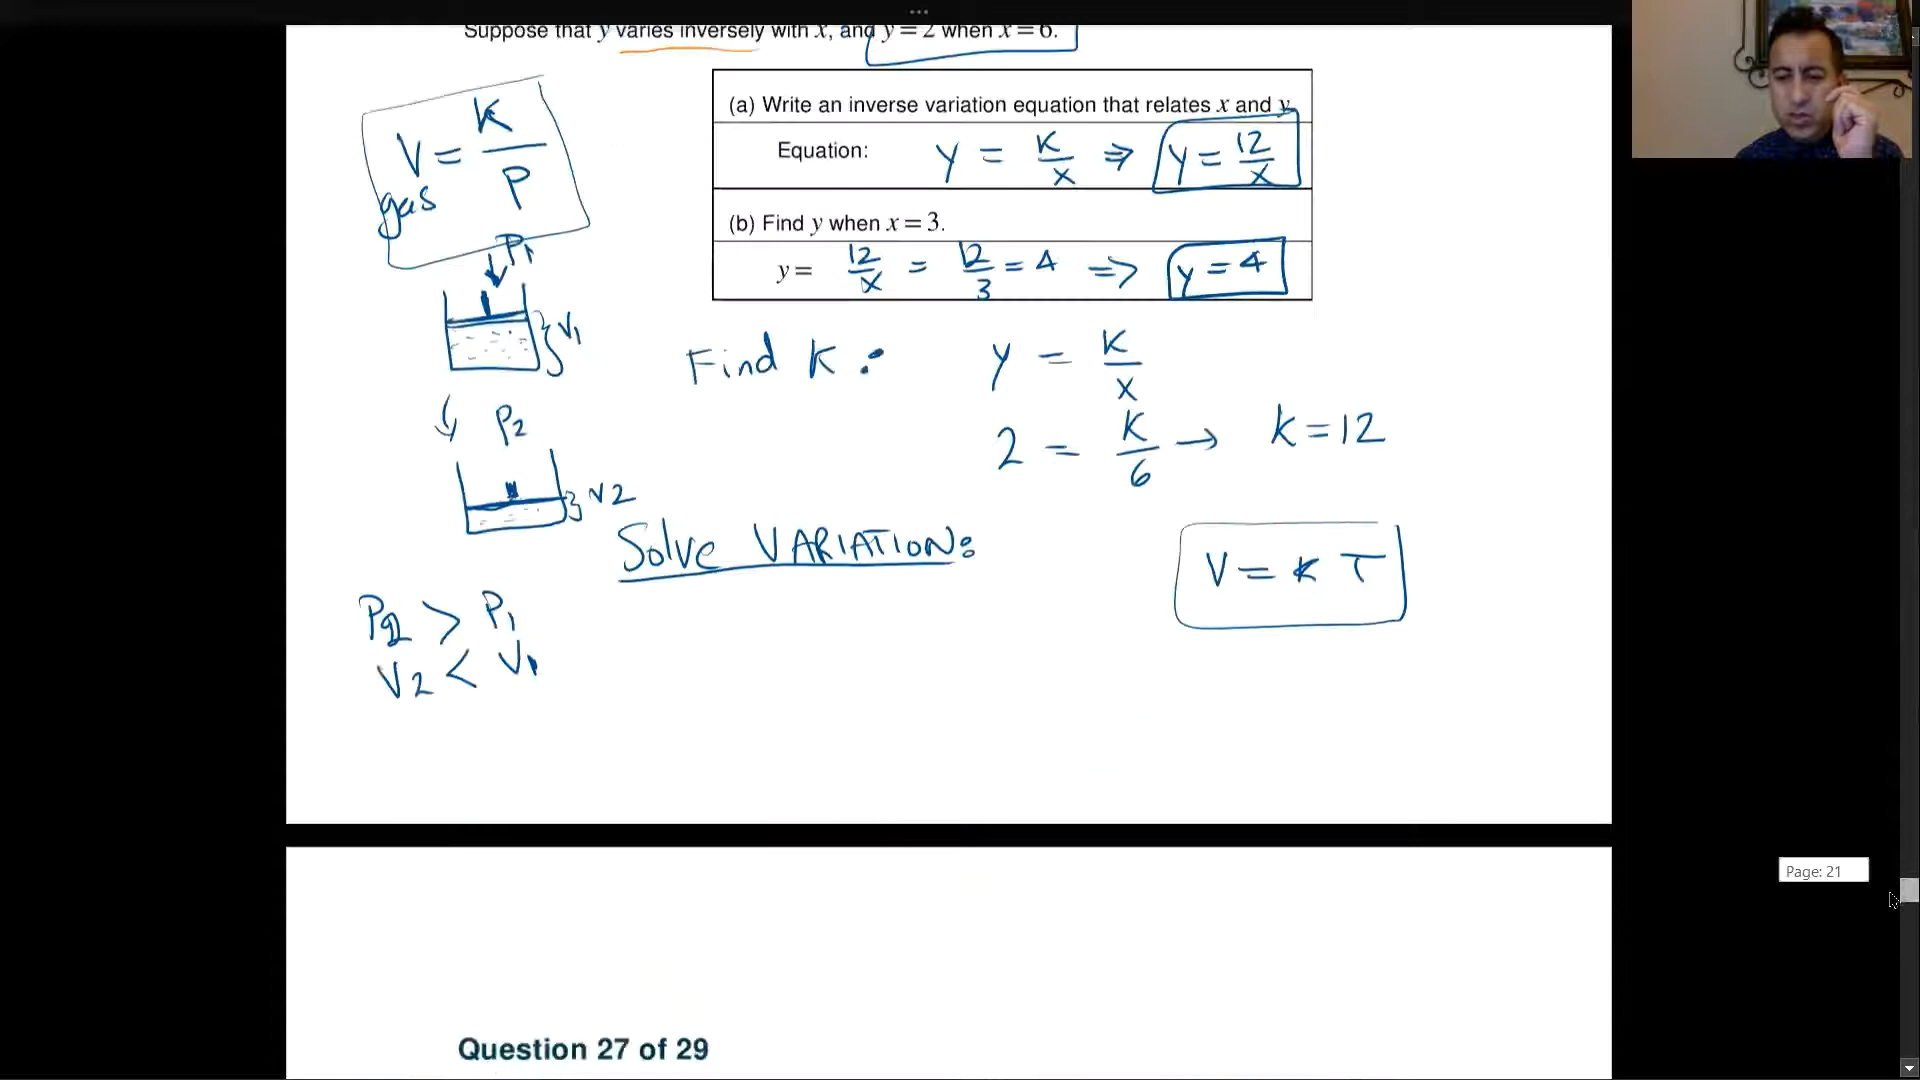 Suppose that y varies inversely with x, and y = 2 when x = 6.
(a) Write an inverse variation equation that relates x and y.
Equation: y = K/x ⇒ y = 12/x
(b) Find y when x = 3.
y = 12/x = 12/3 = 4 ⇒ y = 4
V = K/P
gas
P1
V1
P2
V2
P2 > P1
V2 < V1
Find K :
y = K/x
2 = K/6 → k = 12
Solve VARIATION:
V = K T
Page: 21
Question 27 of 29